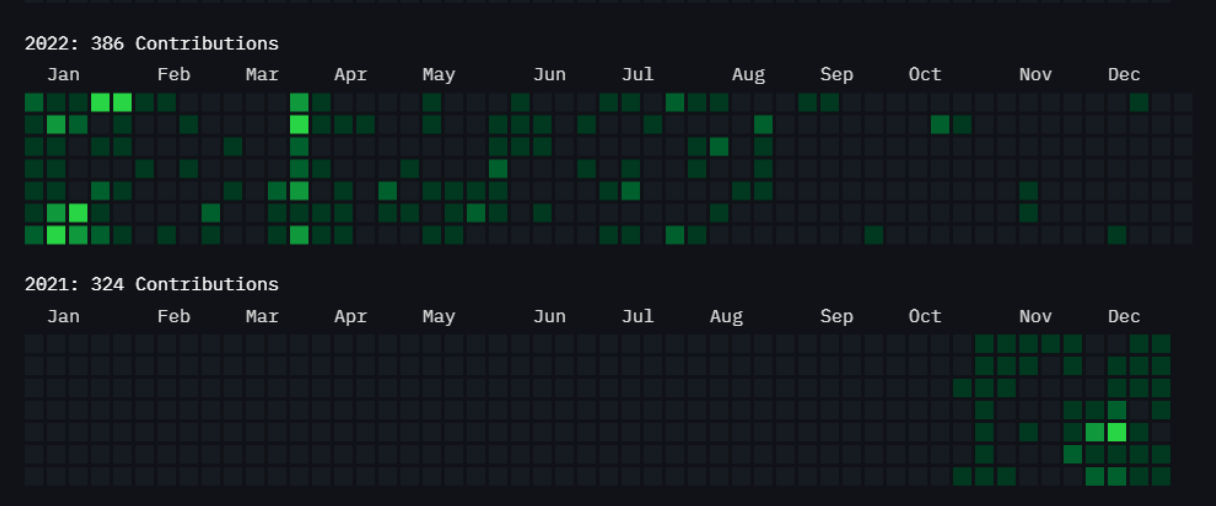 2022: 386 Contributions
Jan Feb Mar Apr May Jun Jul Aug Sep Oct Nov Dec
2021: 324 Contributions
Jan Feb Mar Apr May Jun Jul Aug Sep Oct Nov Dec